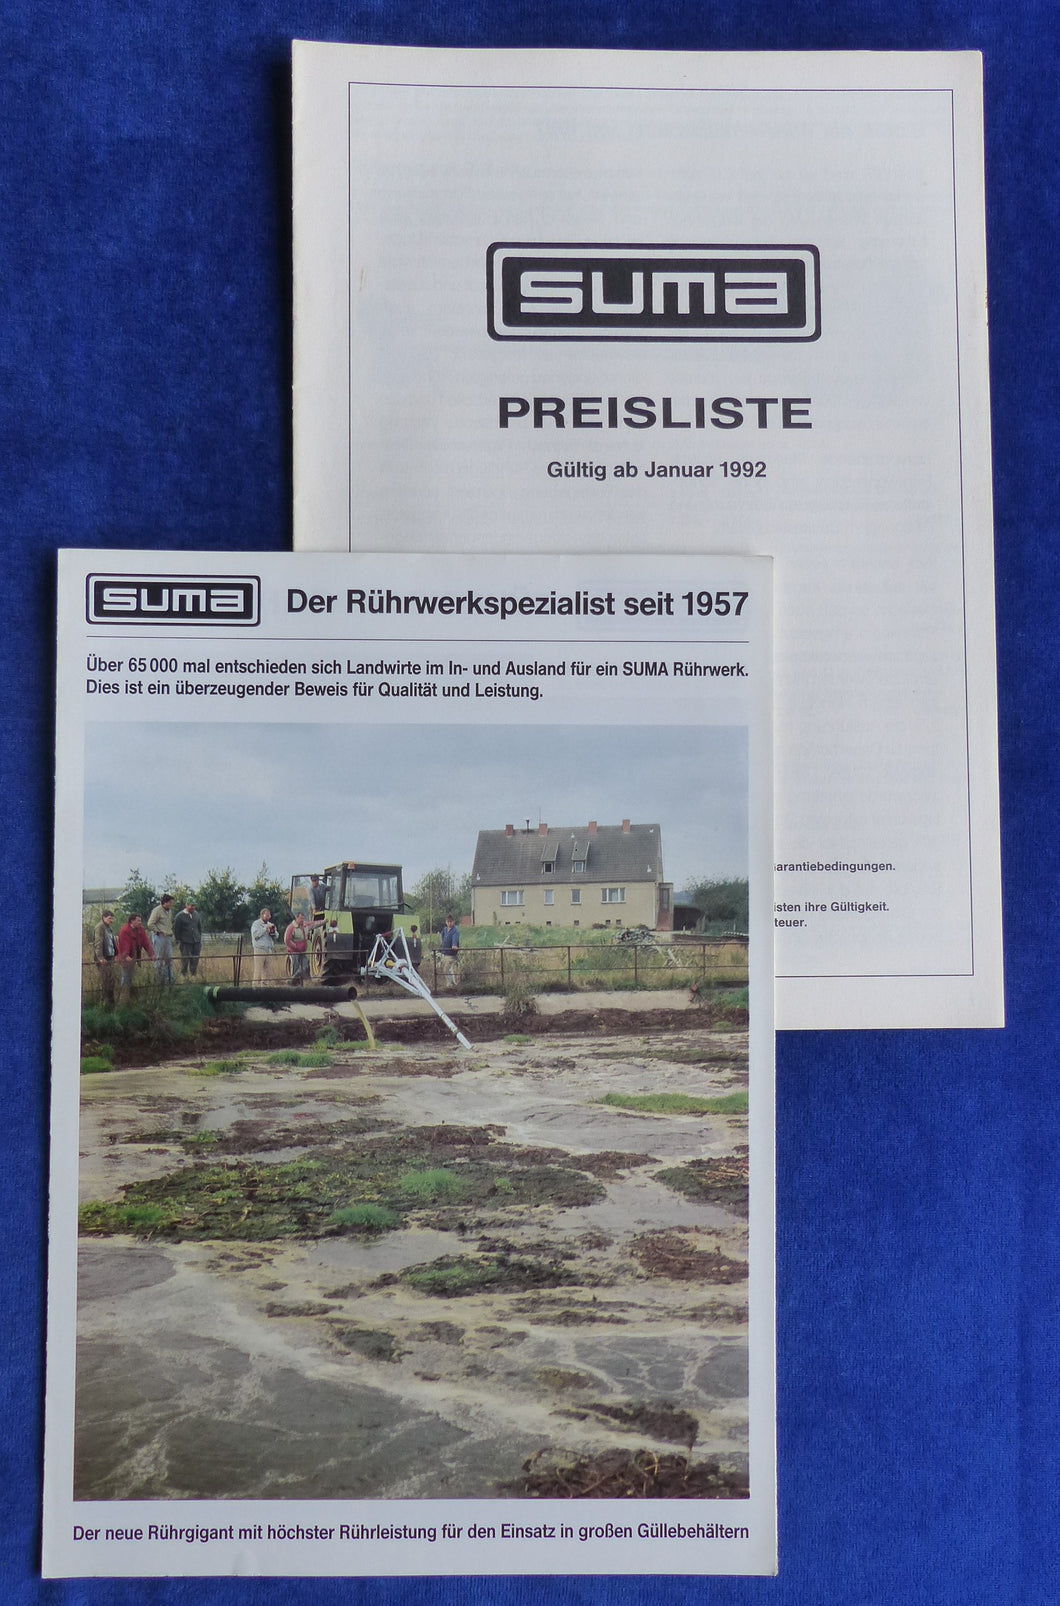 SUMA
PREISLISTE
Gültig ab Januar 1992
arantiebedingungen.
ihre Gültigkeit.
SUMA
Der Rührwerkspezialist seit 1957
Über 65 000 mal entschieden sich Landwirte im In- und Ausland für ein SUMA Rührwerk.
Dies ist ein überzeugender Beweis für Qualität und Leistung.
Der neue Rührgigant mit höchster Rührleistung für den Einsatz in großen Güllebehältern